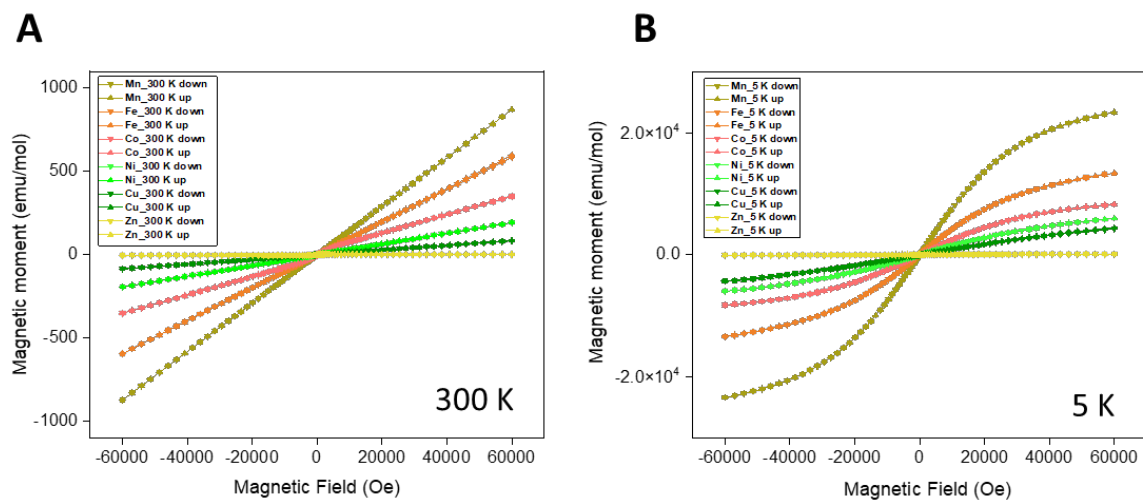 A
Magnetic moment (emu/mol)
1000
500
0
-500
-1000
Mn_300 K down
Mn_300 K up
Fe_300 K down
Fe_300 K up
Co_300 K down
Co_300 K up
Ni_300 K down
Ni_300 K up
Cu_300 K down
Cu_300 K up
Zn_300 K down
Zn_300 K up
300 K
-60000 -40000 -20000 0 20000 40000 60000
Magnetic Field (Oe)
B
Magnetic moment (emu/mol)
2.0×10⁴
0.0
-2.0×10⁴
Mn_5 K down
Mn_5 K up
Fe_5 K down
Fe_5 K up
Co_5 K down
Co_5 K up
Ni_5 K down
Ni_5 K up
Cu_5 K down
Cu_5 K up
Zn_5 K down
Zn_5 K up
5 K
-60000 -40000 -20000 0 20000 40000 60000
Magnetic Field (Oe)